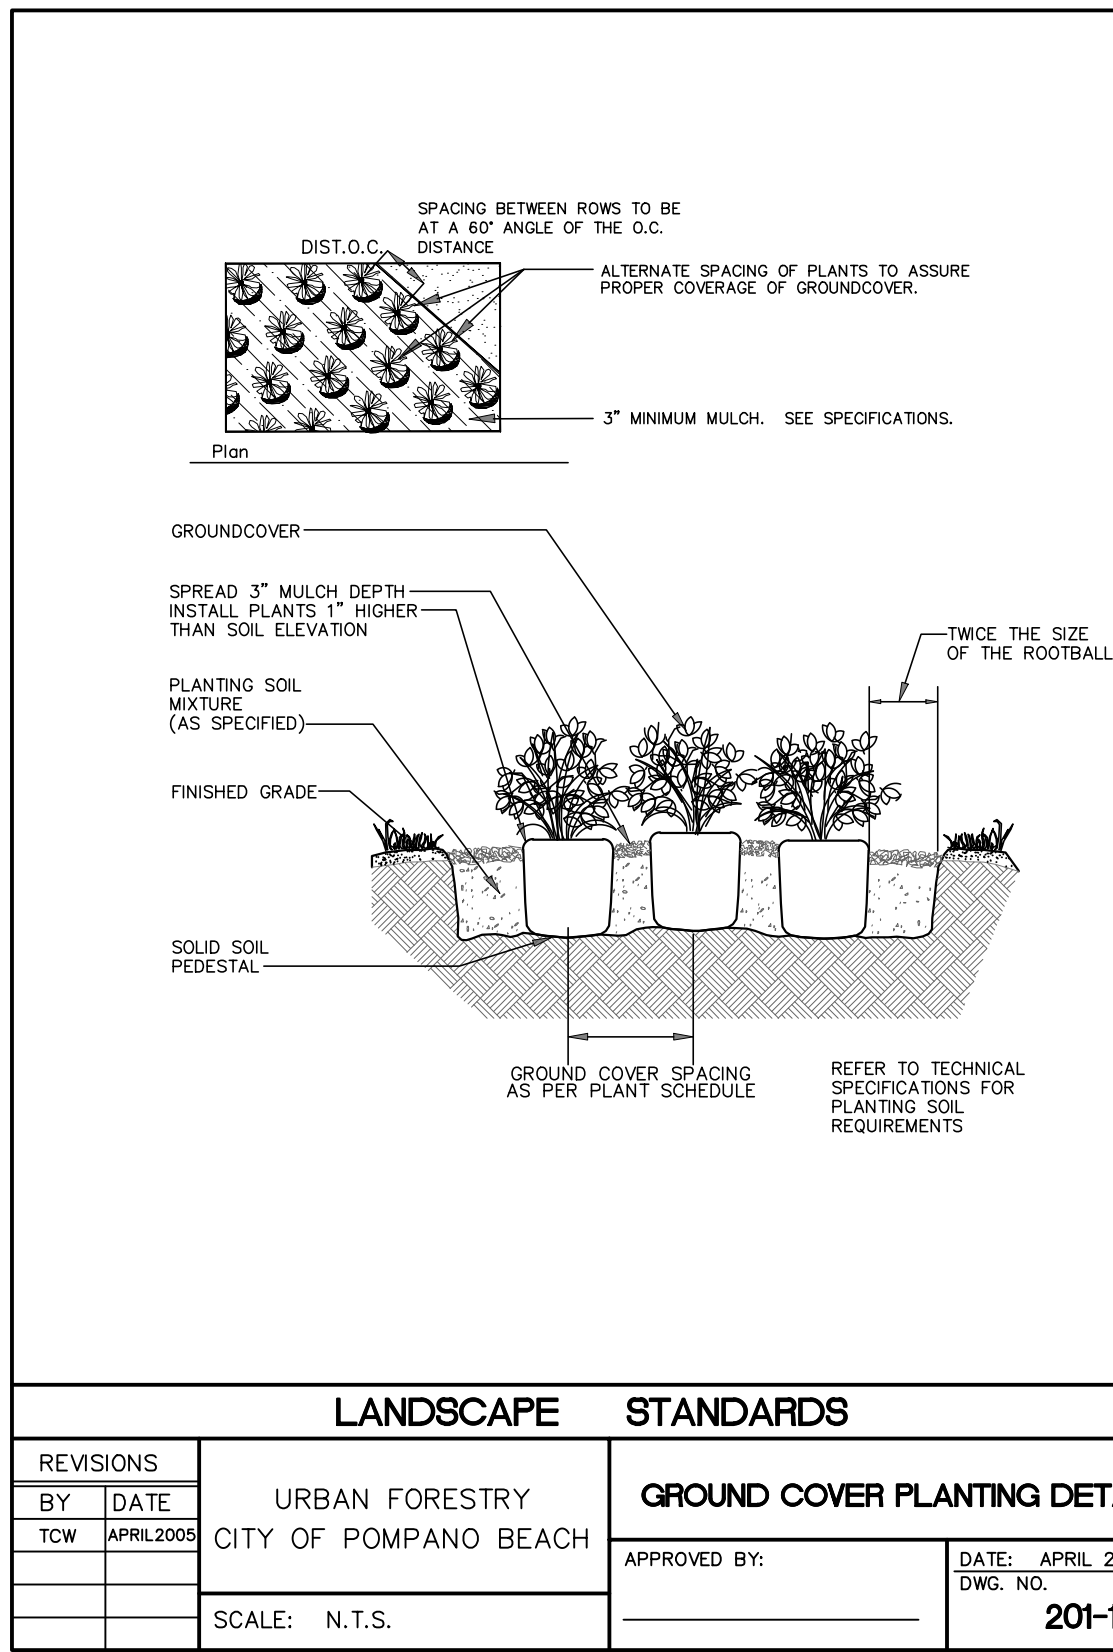 SPACING BETWEEN ROWS TO BE
AT A 60° ANGLE OF THE O.C.
DISTANCE
DIST.O.C.
ALTERNATE SPACING OF PLANTS TO ASSURE
PROPER COVERAGE OF GROUNDCOVER.
3" MINIMUM MULCH. SEE SPECIFICATIONS.
Plan
GROUNDCOVER
SPREAD 3" MULCH DEPTH
INSTALL PLANTS 1" HIGHER
THAN SOIL ELEVATION
TWICE THE SIZE
OF THE ROOTBALL
PLANTING SOIL
MIXTURE
(AS SPECIFIED)
FINISHED GRADE
SOLID SOIL
PEDESTAL
GROUND COVER SPACING
AS PER PLANT SCHEDULE
REFER TO TECHNICAL
SPECIFICATIONS FOR
PLANTING SOIL
REQUIREMENTS
LANDSCAPE STANDARDS
REVISIONS
BY DATE
TCW APRIL2005
URBAN FORESTRY
CITY OF POMPANO BEACH
SCALE: N.T.S.
GROUND COVER PLANTING
APPROVED BY:
DATE: APRIL
DWG. NO.
201-1